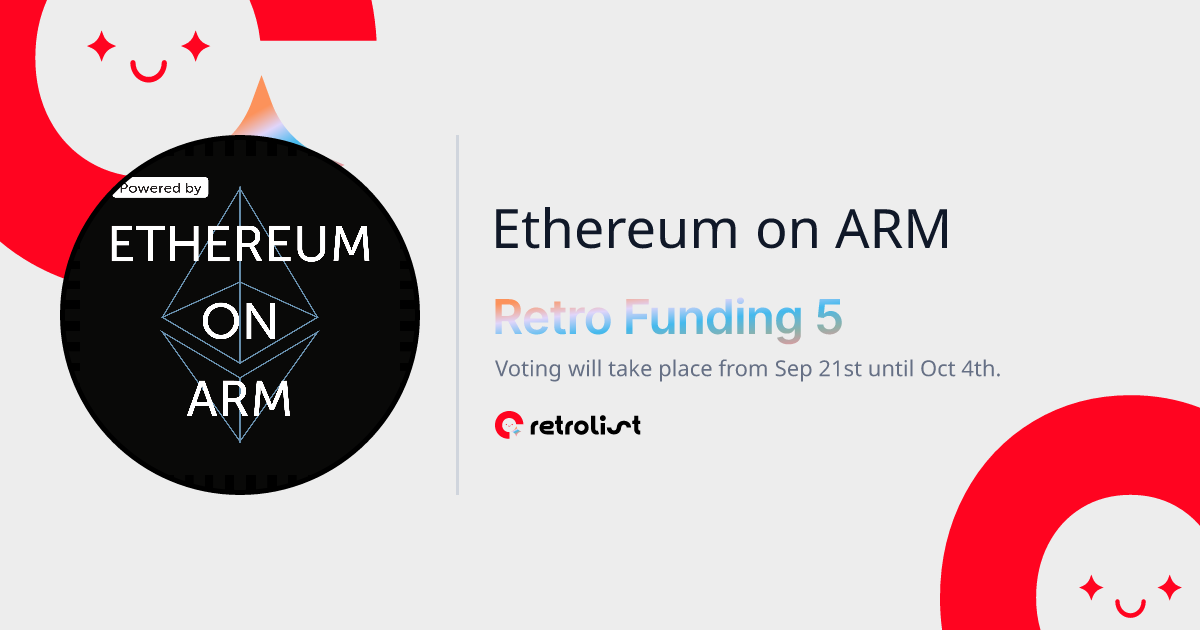 Powered by
ETHEREUM
ON
ARM
Ethereum on ARM
Retro Funding 5
Voting will take place from Sep 21st until Oct 4th.
retrolist